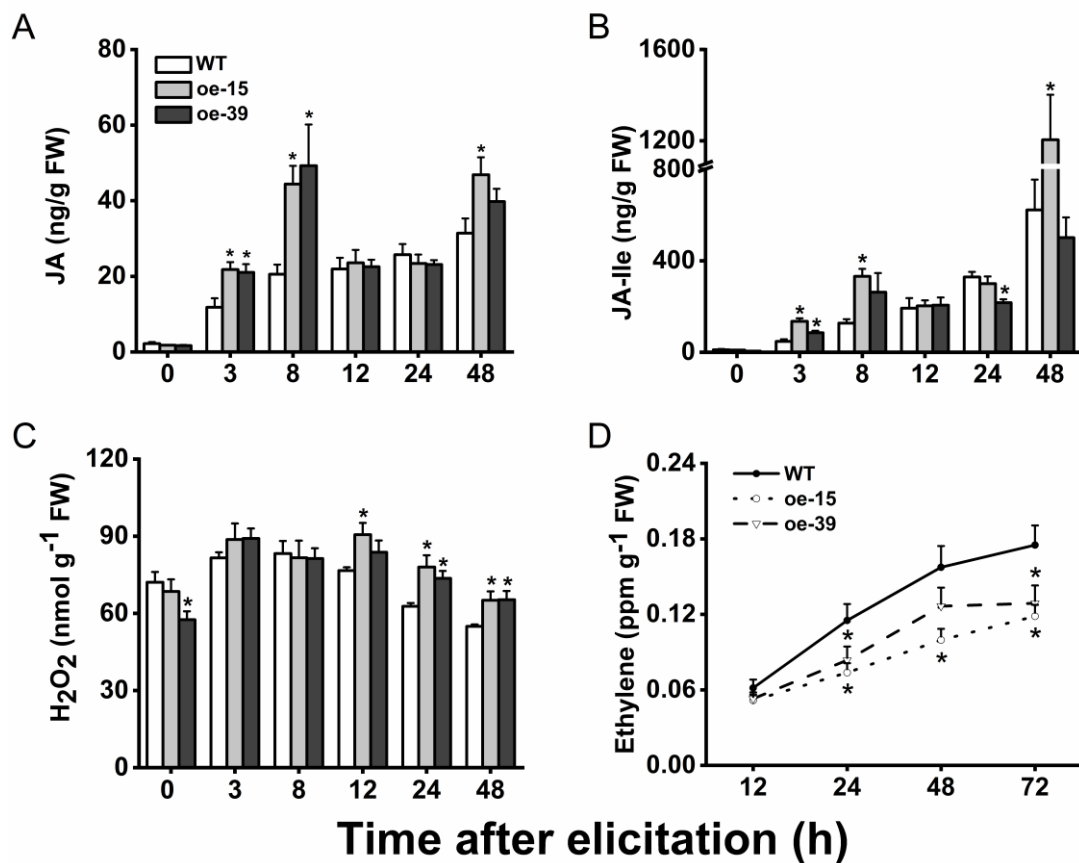 A
JA (ng/g FW)
80
60
40
20
0
WT
oe-15
oe-39
* * * * *
0 3 8 12 24 48
B
JA-Ile (ng/g FW)
1600
1200
800
400
0
* * * * *
0 3 8 12 24 48
C
H₂O₂ (nmol g⁻¹ FW)
120
90
60
30
0
* * * * * *
0 3 8 12 24 48
D
Ethylene (ppm g⁻¹ FW)
0.24
0.18
0.12
0.06
0.00
WT
oe-15
oe-39
* * * * *
12 24 48 72
Time after elicitation (h)